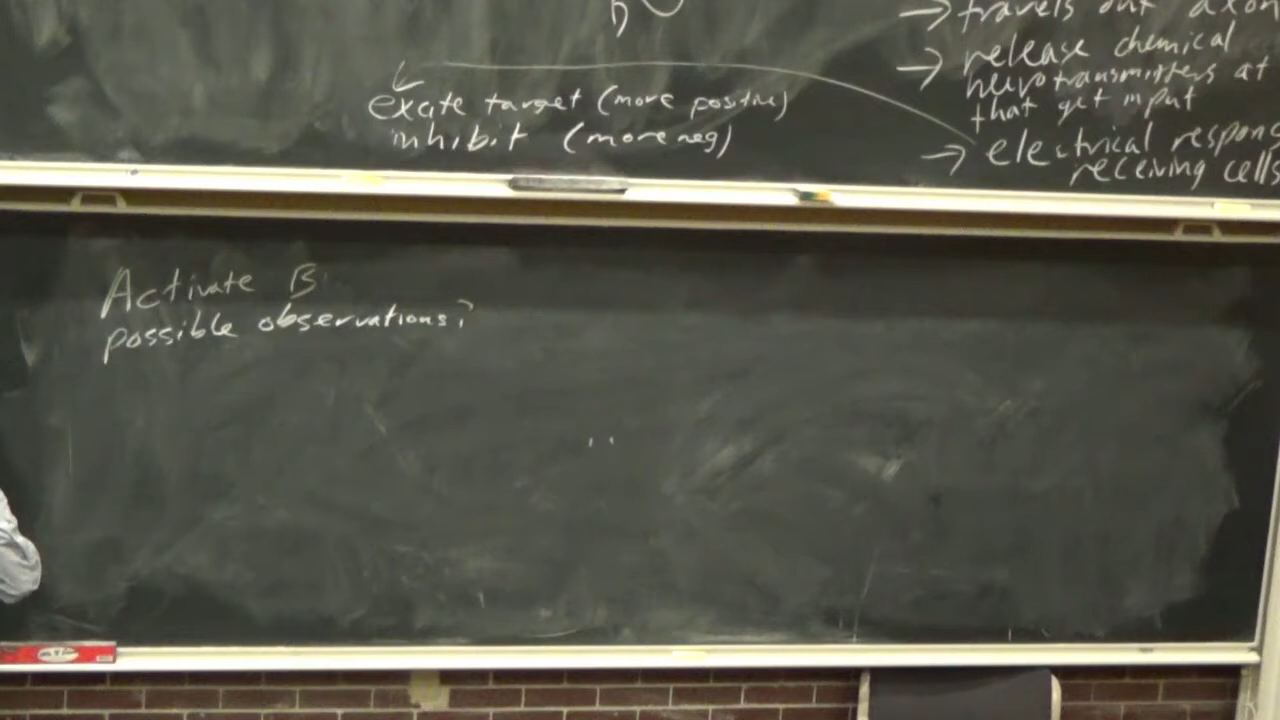 → travels out axon
→ release chemical
neurotransmitters at
that get input
→ electrical respons
receiving cells
excite target (more positive)
inhibit (more neg)
Activate B
possible observations?